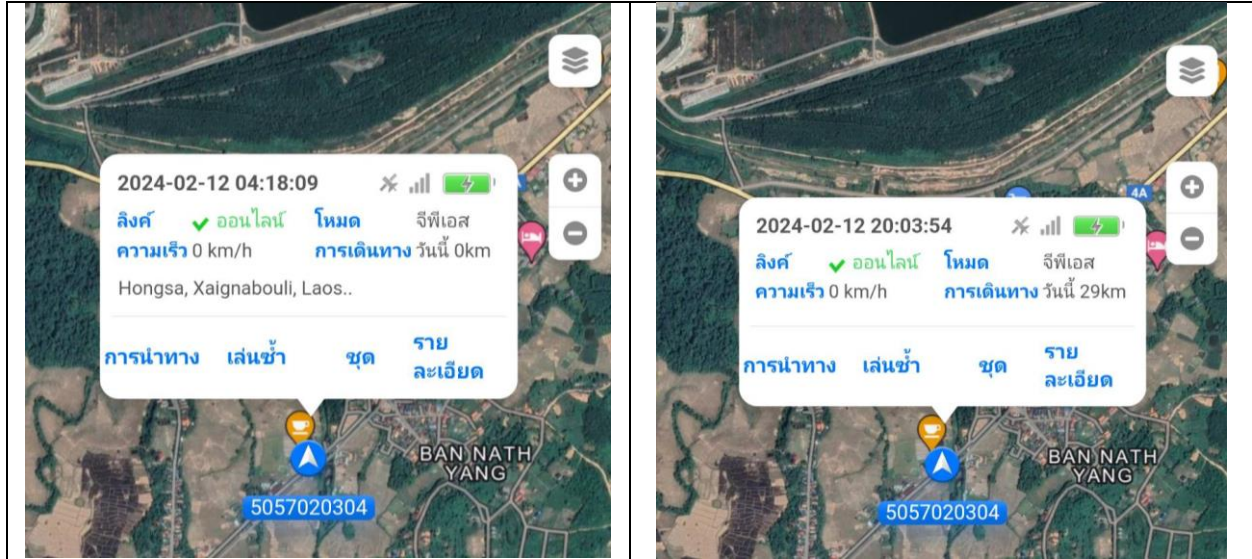 2024-02-12 04:18:09
ลิงค์ ออนไลน์ โหมด จีพีเอส
ความเร็ว 0 km/h การเดินทาง วันนี้ 0km
Hongsa, Xaignabouli, Laos..
การนำทาง เล่นซ้ำ ชุด ราย
ละเอียด
BAN NATH
YANG
5057020304
4A
2024-02-12 20:03:54
ลิงค์ ออนไลน์ โหมด จีพีเอส
ความเร็ว 0 km/h การเดินทาง วันนี้ 29km
การนำทาง เล่นซ้ำ ชุด ราย
ละเอียด
BAN NATH
YANG
5057020304